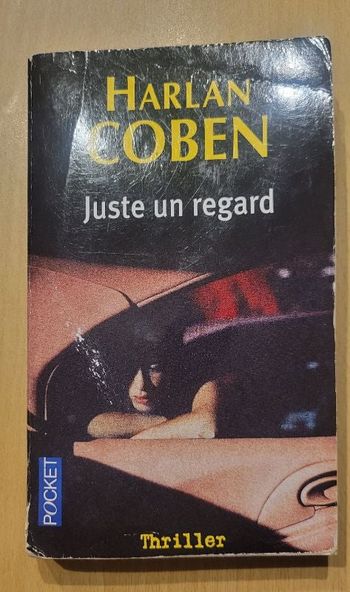 HARLAN
COBEN
Juste un regard
POCKET
Thriller